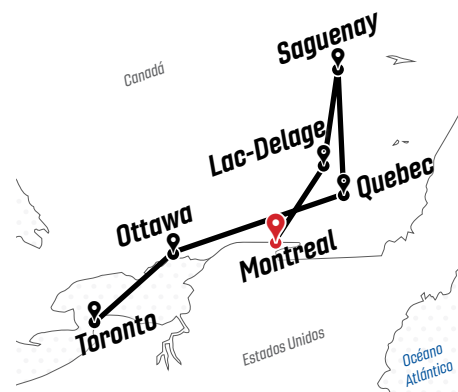 Saguenay
Canadá
Lac-Delage
Quebec
Ottawa
Montreal
Toronto
Estados Unidos
Océano
Atlántico